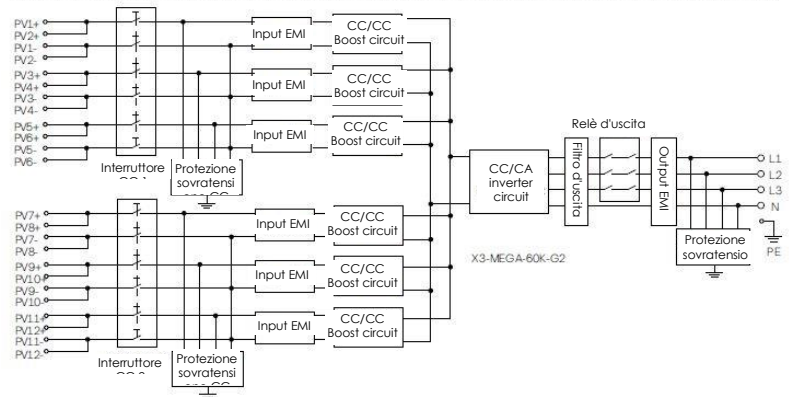 PV1+
PV2+
PV1-
PV2-
PV3+
PV4+
PV3-
PV4-
PV5+
PV6+
PV5-
PV6-
Interruttore
Protezione
sovratensi
Input EMI
CC/CC
Boost circuit
Input EMI
CC/CC
Boost circuit
Input EMI
CC/CC
Boost circuit
PV7+
PV8+
PV7-
PV8-
PV9+
PV10+
PV9-
PV10-
PV11+
PV12+
PV11-
PV12-
Interruttore
Protezione
sovratensi
Input EMI
CC/CC
Boost circuit
Input EMI
CC/CC
Boost circuit
Input EMI
CC/CC
Boost circuit
CC/CA
inverter
circuit
Filtro d'uscita
Relè d'uscita
Output EMI
L1
L2
L3
N
PE
Protezione
sovratensio
X3-MEGA-60K-G2